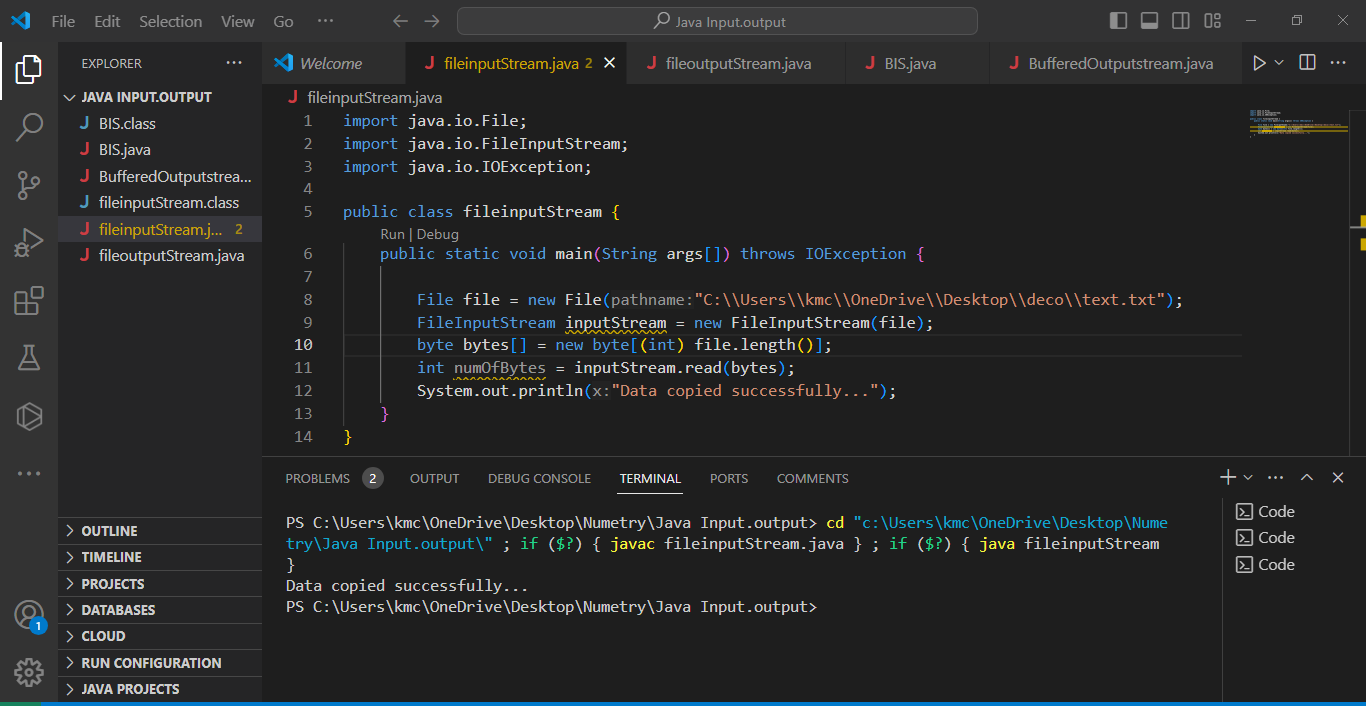 File Edit Selection View Go ··· Java Input.output
EXPLORER ···
JAVA INPUT.OUTPUT
BIS.class
BIS.java
BufferedOutputstrea...
fileinputStream.class
fileinputStream.j... 2
fileoutputStream.java
OUTLINE
TIMELINE
PROJECTS
DATABASES
CLOUD
RUN CONFIGURATION
JAVA PROJECTS
1
Welcome J fileinputStream.java 2 J fileoutputStream.java J BIS.java J BufferedOutputstream.java
J fileinputStream.java
1 import java.io.File;
2 import java.io.FileInputStream;
3 import java.io.IOException;
4
5 public class fileinputStream {
Run | Debug
6 public static void main(String args[]) throws IOException {
7
8 File file = new File(pathname:"C:\\Users\\kmc\\OneDrive\\Desktop\\deco\\text.txt");
9 FileInputStream inputStream = new FileInputStream(file);
10 byte bytes[] = new byte[(int) file.length()];
11 int numOfBytes = inputStream.read(bytes);
12 System.out.println(x:"Data copied successfully...");
13 }
14 }
PROBLEMS 2 OUTPUT DEBUG CONSOLE TERMINAL PORTS COMMENTS
PS C:\Users\kmc\OneDrive\Desktop\Numetry\Java Input.output> cd "c:\Users\kmc\OneDrive\Desktop\Nume
try\Java Input.output\" ; if ($?) { javac fileinputStream.java } ; if ($?) { java fileinputStream
}
Data copied successfully...
PS C:\Users\kmc\OneDrive\Desktop\Numetry\Java Input.output>
Code
Code
Code